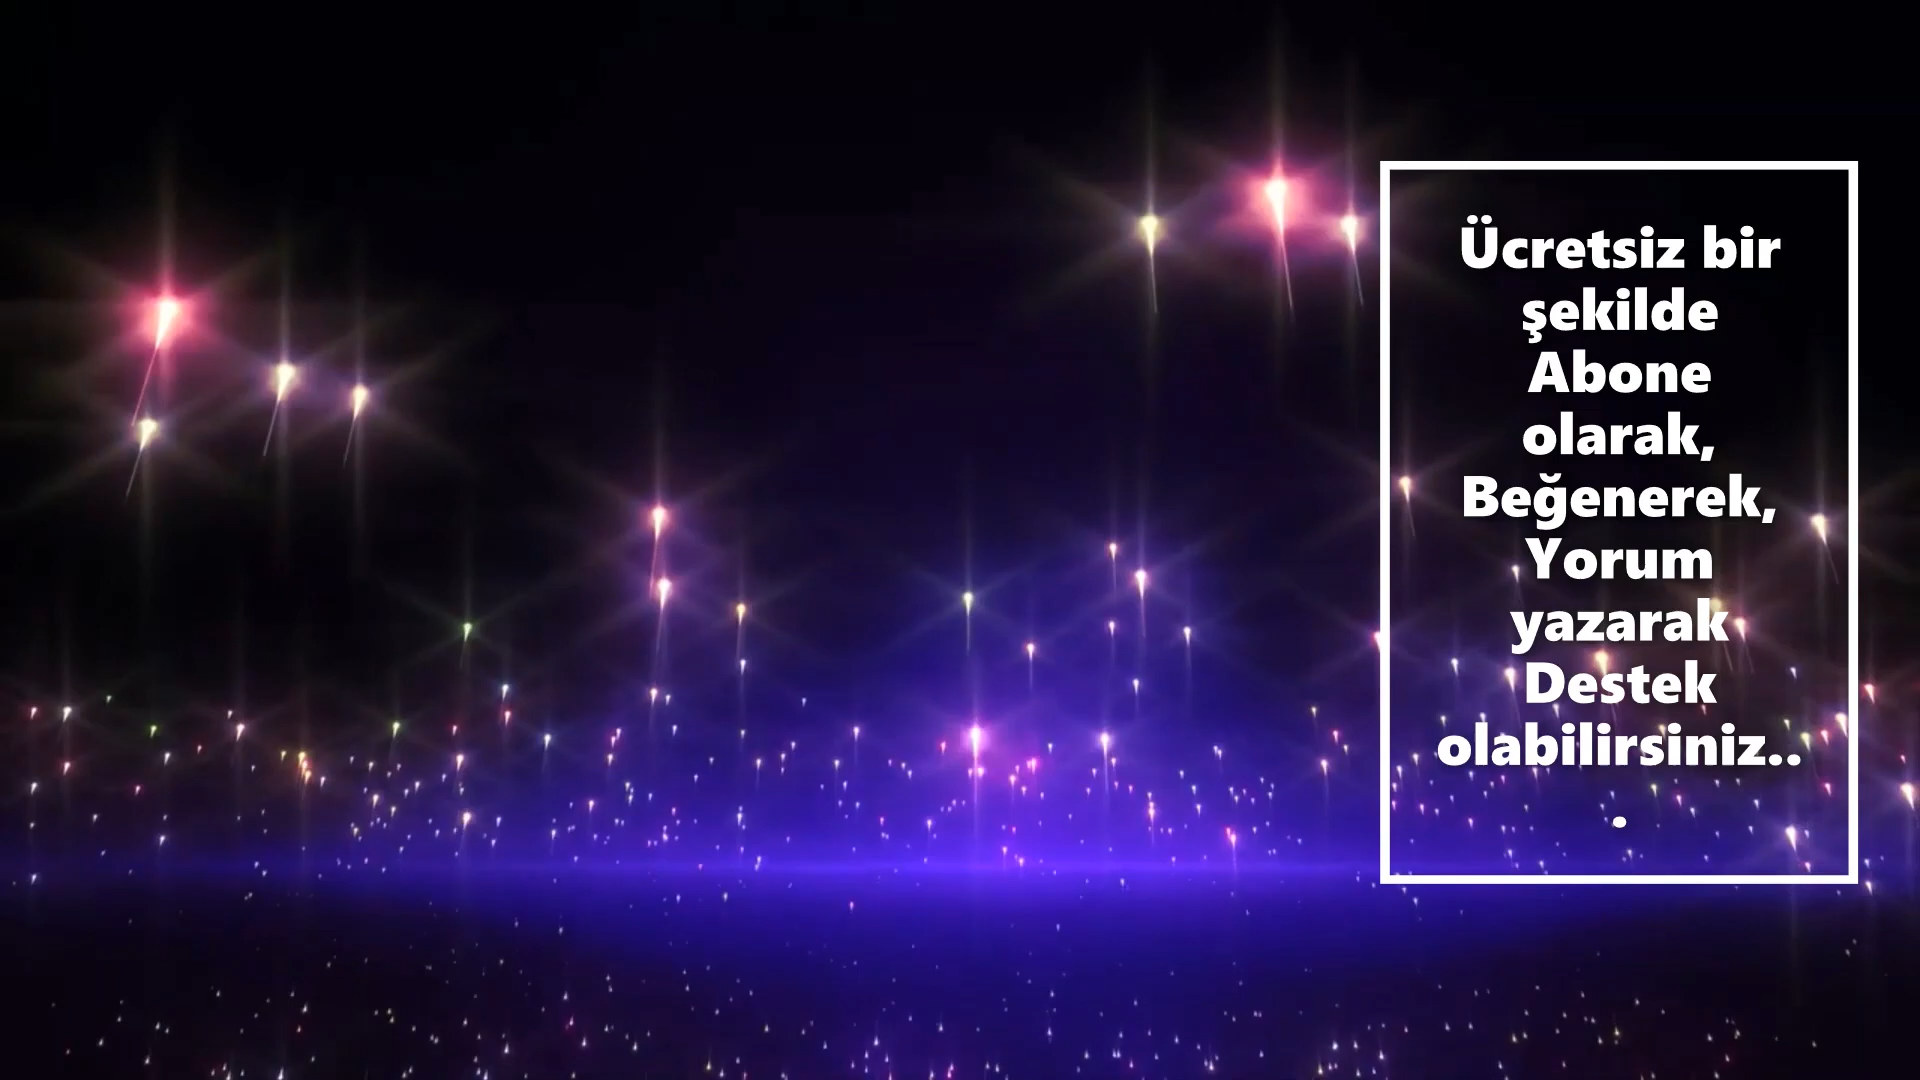 Ücretsiz bir
şekilde
Abone
olarak,
Beğenerek,
Yorum
yazarak
Destek
olabilirsiniz..
.